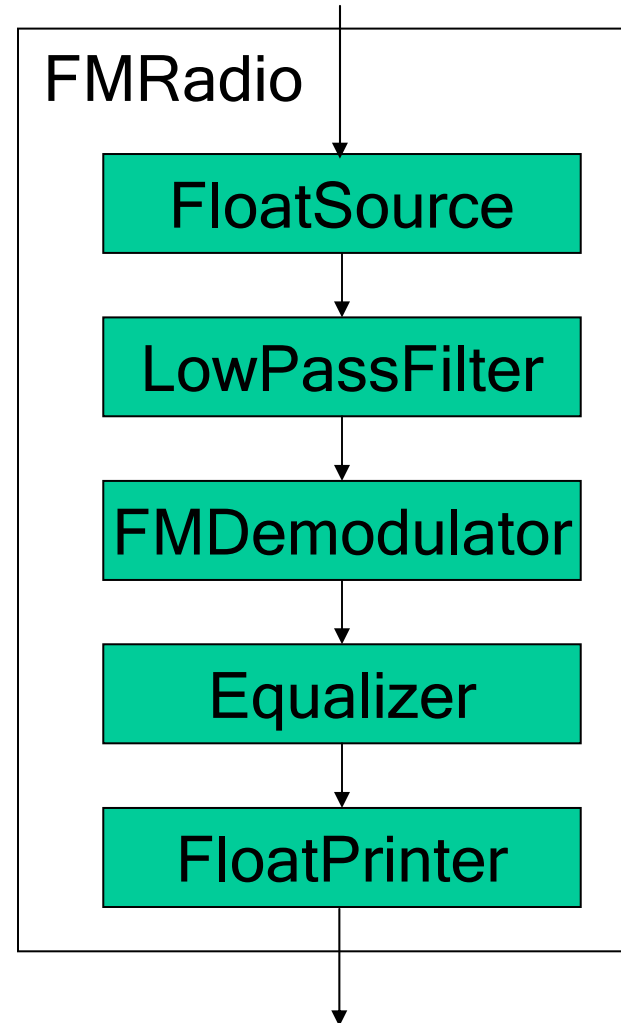 FMRadio
FloatSource
LowPassFilter
FMDemodulator
Equalizer
FloatPrinter